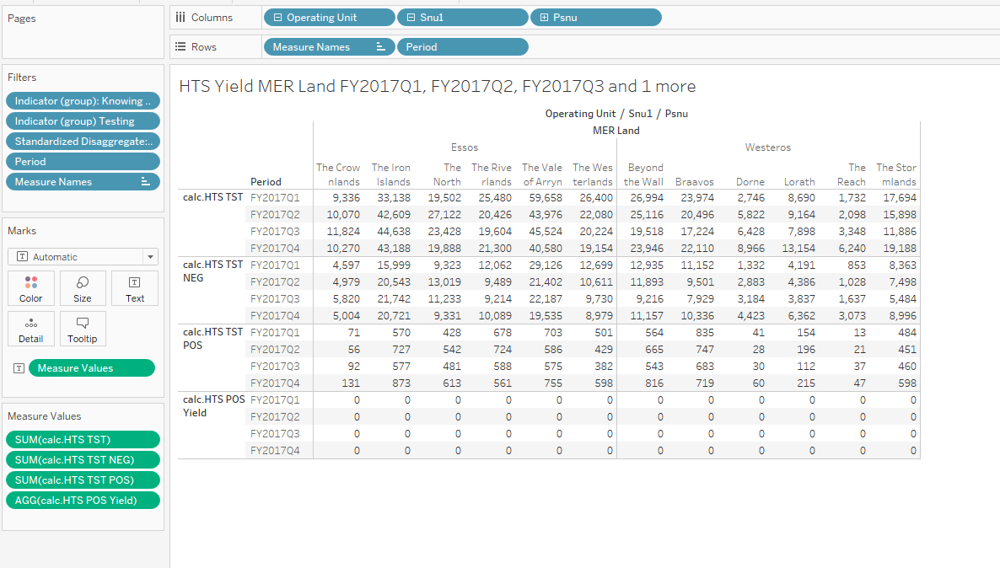 Pages
Columns
Operating Unit
Snu1
Psnu
Rows
Measure Names
Period
Filters
Indicator (group): Knowing ..
Indicator (group) Testing
Standardized Disaggregate:..
Period
Measure Names
Marks
Automatic
Color
Size
Text
Detail
Tooltip
Measure Values
Measure Values
SUM(calc.HTS TST)
SUM(calc.HTS TST NEG)
SUM(calc.HTS TST POS)
AGG(calc.HTS POS Yield)
HTS Yield MER Land FY2017Q1, FY2017Q2, FY2017Q3 and 1 more
Operating Unit / Snu1 / Psnu
MER Land
Essos Westeros
The Crow The Iron The The Rive The Vale The Wes Beyond The The Stor
Period nlands Islands North rlands of Arryn terlands the Wall Braavos Dorne Lorath Reach mlands
calc.HTS TST FY2017Q1 9,336 33,138 19,502 25,480 59,658 26,400 26,994 23,974 2,746 8,690 1,732 17,694
FY2017Q2 10,070 42,609 27,122 20,426 43,976 22,080 25,116 20,496 5,822 9,164 2,098 15,898
FY2017Q3 11,824 44,638 23,428 19,604 45,524 20,224 19,518 17,224 6,428 7,898 3,348 11,886
FY2017Q4 10,270 43,188 19,888 21,300 40,580 19,154 23,946 22,110 8,966 13,154 6,240 19,188
calc.HTS TST FY2017Q1 4,597 15,999 9,323 12,062 29,126 12,699 12,935 11,152 1,332 4,191 853 8,363
NEG FY2017Q2 4,979 20,543 13,019 9,489 21,402 10,611 11,893 9,501 2,883 4,386 1,028 7,498
FY2017Q3 5,820 21,742 11,233 9,214 22,187 9,730 9,216 7,929 3,184 3,837 1,637 5,484
FY2017Q4 5,004 20,721 9,331 10,089 19,535 8,979 11,157 10,336 4,423 6,362 3,073 8,996
calc.HTS TST FY2017Q1 71 570 428 678 703 501 564 835 41 154 13 484
POS FY2017Q2 56 727 542 724 586 429 665 747 28 196 21 451
FY2017Q3 92 577 481 588 575 382 543 683 30 112 37 460
FY2017Q4 131 873 613 561 755 598 816 719 60 215 47 598
calc.HTS POS FY2017Q1 0 0 0 0 0 0 0 0 0 0 0 0
Yield FY2017Q2 0 0 0 0 0 0 0 0 0 0 0 0
FY2017Q3 0 0 0 0 0 0 0 0 0 0 0 0
FY2017Q4 0 0 0 0 0 0 0 0 0 0 0 0